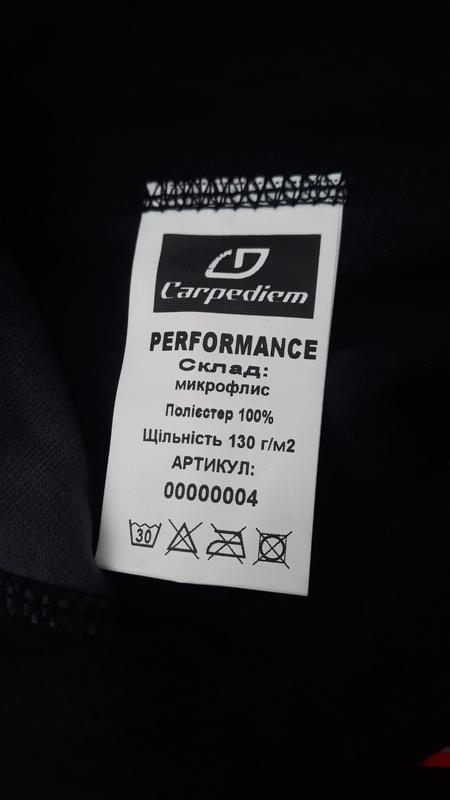 Carpediem
PERFORMANCE
Склад:
микрофлис
Поліестер 100%
Щільність 130 г/м2
АРТИКУЛ:
00000004
30